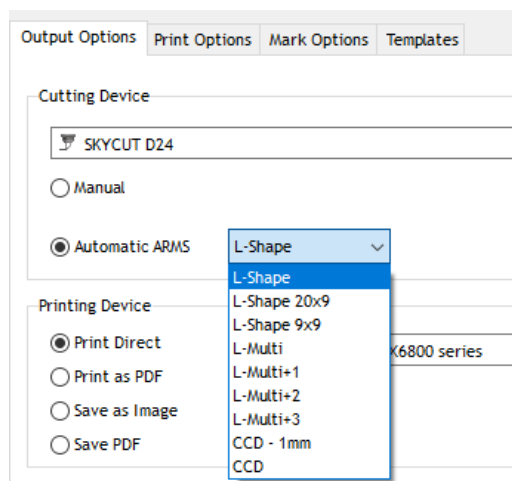 Output Options Print Options Mark Options Templates
Cutting Device
SKYCUT D24
Manual
Automatic ARMS L-Shape
L-Shape
L-Shape 20x9
L-Shape 9x9
L-Multi
L-Multi+1
L-Multi+2
L-Multi+3
CCD - 1mm
CCD
Printing Device
Print Direct X6800 series
Print as PDF
Save as Image
Save PDF